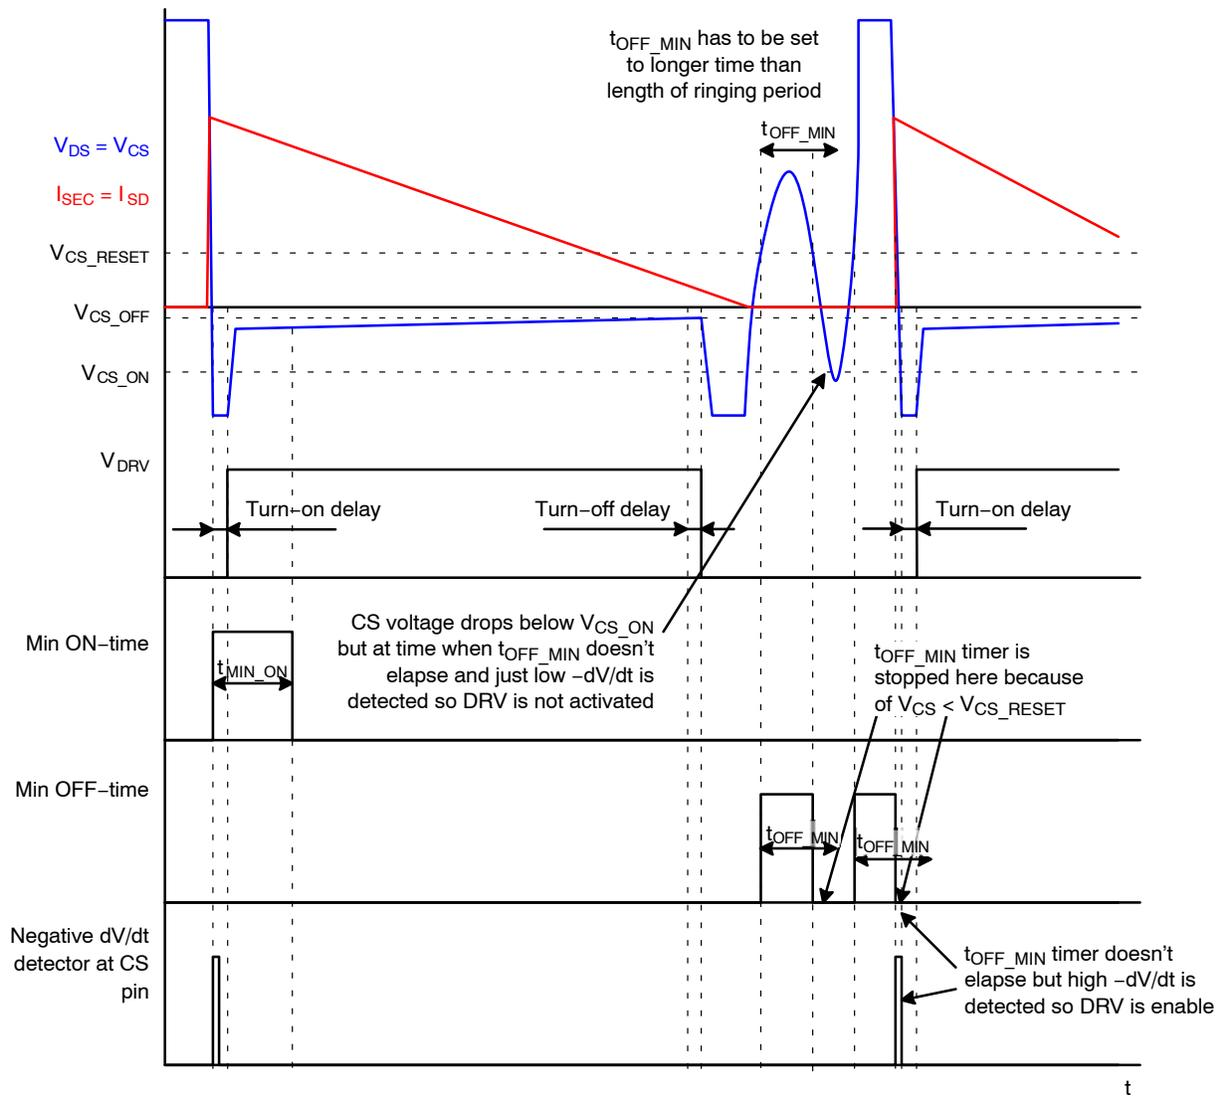 tOFF_MIN has to be set
to longer time than
length of ringing period
tOFF_MIN
VDS = VCS
ISEC = ISD
VCS_RESET
VCS_OFF
VCS_ON
VDRV
Turn−on delay
Turn−off delay
Turn−on delay
CS voltage drops below VCS_ON
but at time when tOFF_MIN doesn't
elapse and just low −dV/dt is
detected so DRV is not activated
Min ON−time
tMIN_ON
tOFF_MIN timer is
stopped here because
of VCS < VCS_RESET
Min OFF−time
tOFF_MIN
tOFF_MIN
Negative dV/dt
detector at CS
pin
tOFF_MIN timer doesn't
elapse but high −dV/dt is
detected so DRV is enable
t